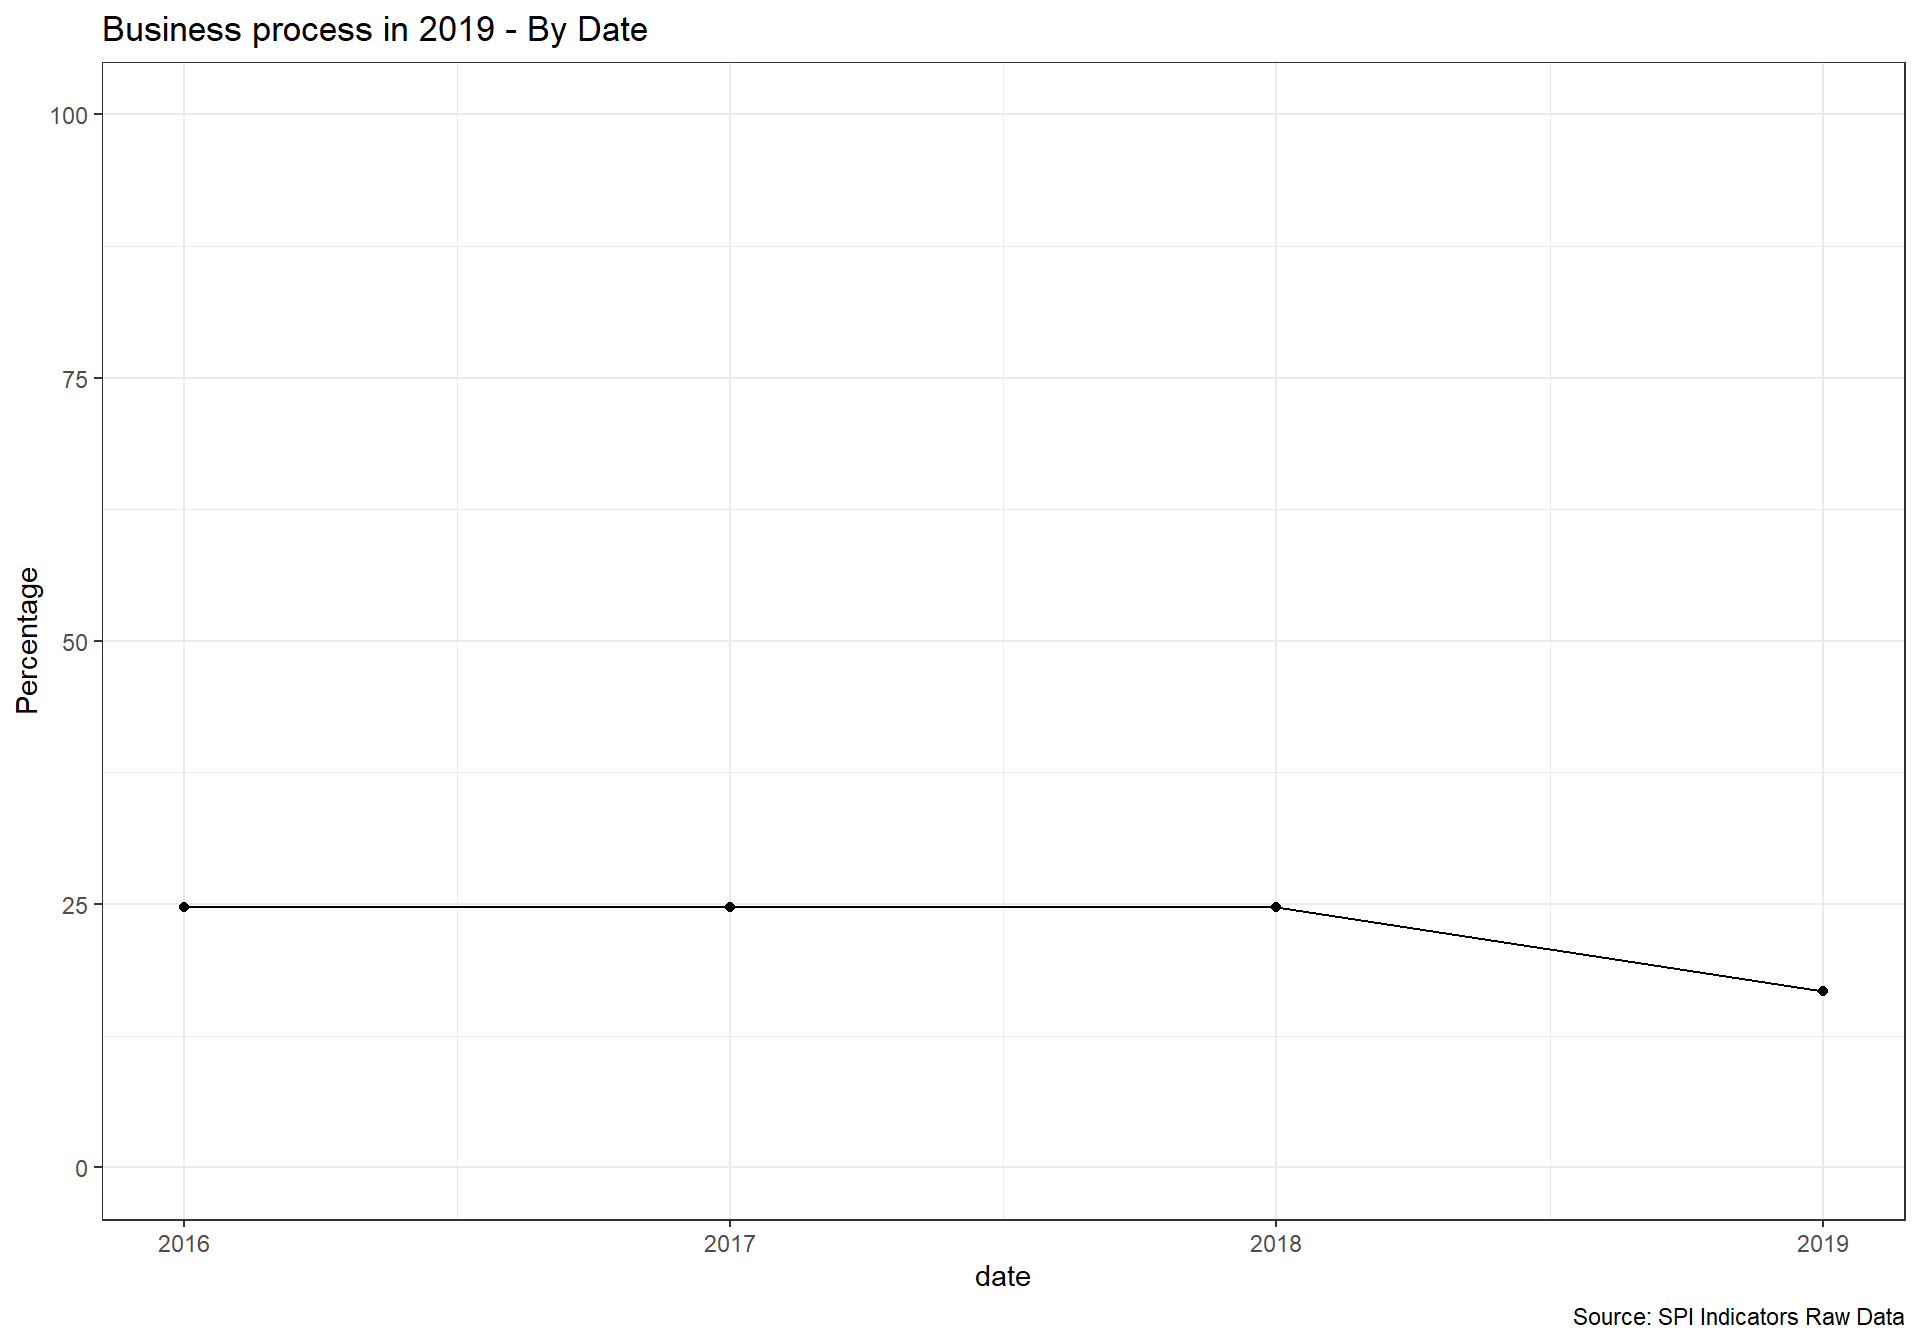 Business process in 2019 - By Date
100
75
50
25
0
Percentage
2016 2017 2018 2019
date
Source: SPI Indicators Raw Data